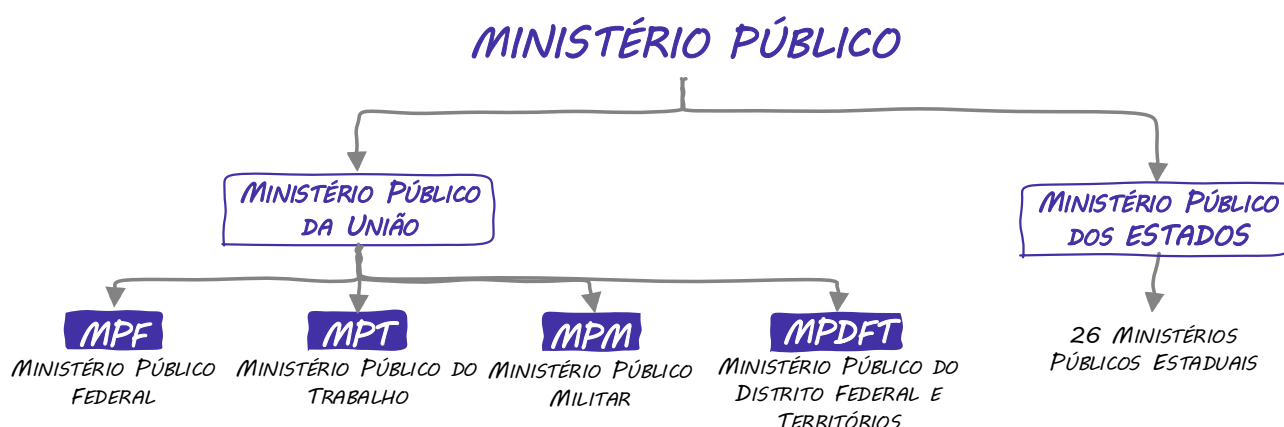 MINISTÉRIO PÚBLICO
MINISTÉRIO PÚBLICO
DA UNIÃO
MINISTÉRIO PÚBLICO
DOS ESTADOS
MPF
MINISTÉRIO PÚBLICO
FEDERAL
MPT
MINISTÉRIO PÚBLICO DO
TRABALHO
MPM
MINISTÉRIO PÚBLICO
MILITAR
MPDFT
MINISTÉRIO PÚBLICO DO
DISTRITO FEDERAL E
TERRITÓRIOS
26 MINISTÉRIOS
PÚBLICOS ESTADUAIS